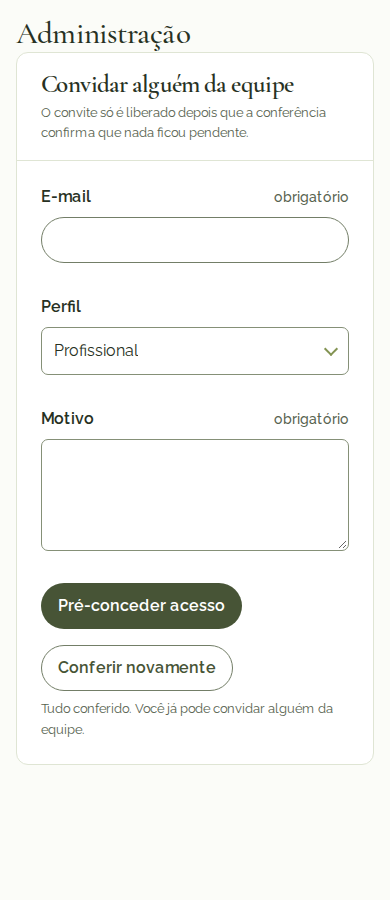 Administração
Convidar alguém da equipe
O convite só é liberado depois que a conferência
confirma que nada ficou pendente.
E-mail obrigatório
Perfil
Profissional
Motivo obrigatório
Pré-conceder acesso
Conferir novamente
Tudo conferido. Você já pode convidar alguém da
equipe.